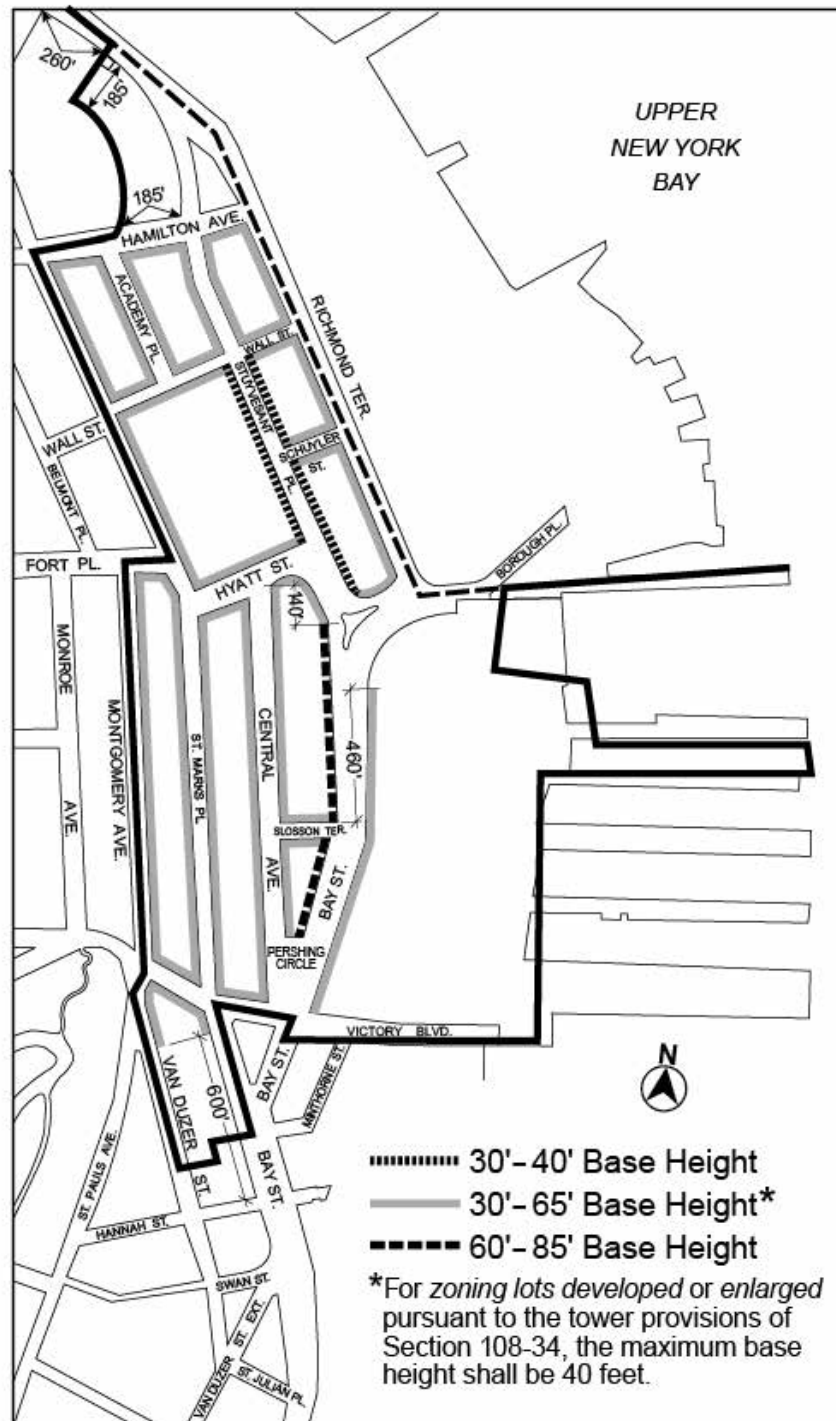 260'
185'
UPPER
NEW YORK
BAY
185'
HAMILTON AVE.
ACADEMY PL.
RICHMOND TER.
WALL ST.
STUYVESANT
PL.
SCHUYLER
ST.
WALL ST.
BELMONT PL.
BOROUGH PL.
FORT PL.
HYATT ST.
140'
MONROE
AVE.
MONTGOMERY AVE.
ST. MARKS PL
CENTRAL
AVE.
460'
SLOSSON TER.
BAY ST.
PERSHING
CIRCLE
VICTORY BLVD.
N
VAN DUZER
ST.
600'
BAY ST.
MINTHORNE ST.
BAY ST.
ST. PAULS AVE.
HANNAH ST.
SWAN ST.
VAN DUZER ST. EXT.
ST. JULIAN PL.
30'-40' Base Height
30'-65' Base Height*
60'-85' Base Height
*For zoning lots developed or enlarged
pursuant to the tower provisions of
Section 108-34, the maximum base
height shall be 40 feet.